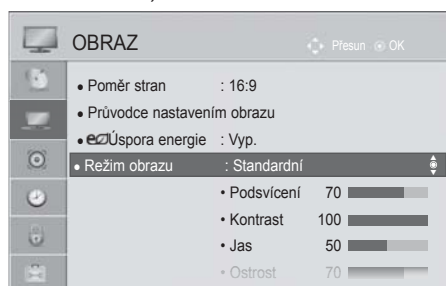 OBRAZ
Přesun OK
• Poměr stran : 16:9
• Průvodce nastavením obrazu
• eco Úspora energie : Vyp.
• Režim obrazu : Standardní
• Podsvícení 70
• Kontrast 100
• Jas 50
• Ostrost 70